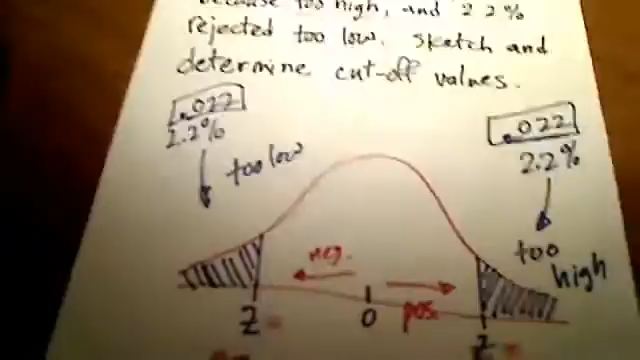 because too high, and 2.2%
rejected too low. Sketch and
determine cut-off values.
.022
2.2%
too low
.022
2.2%
too
high
neg.
pos.
Z =
0
Z =